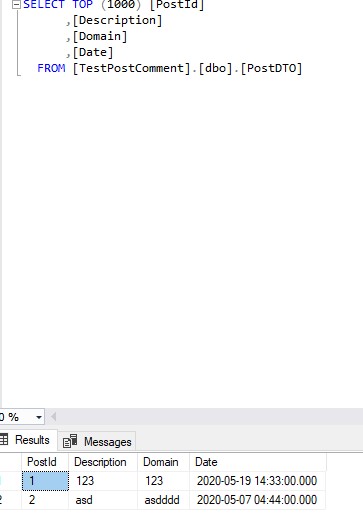 SELECT TOP (1000) [PostId]
,[Description]
,[Domain]
,[Date]
FROM [TestPostComment].[dbo].[PostDTO]
0 %
Results Messages
PostId Description Domain Date
1 1 123 123 2020-05-19 14:33:00.000
2 2 asd asdddd 2020-05-07 04:44:00.000